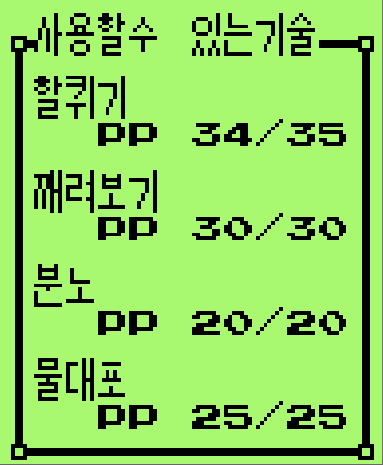 사용할수 있는기술
할퀴기
PP 34/35
째려보기
PP 30/30
분노
PP 20/20
물대포
PP 25/25